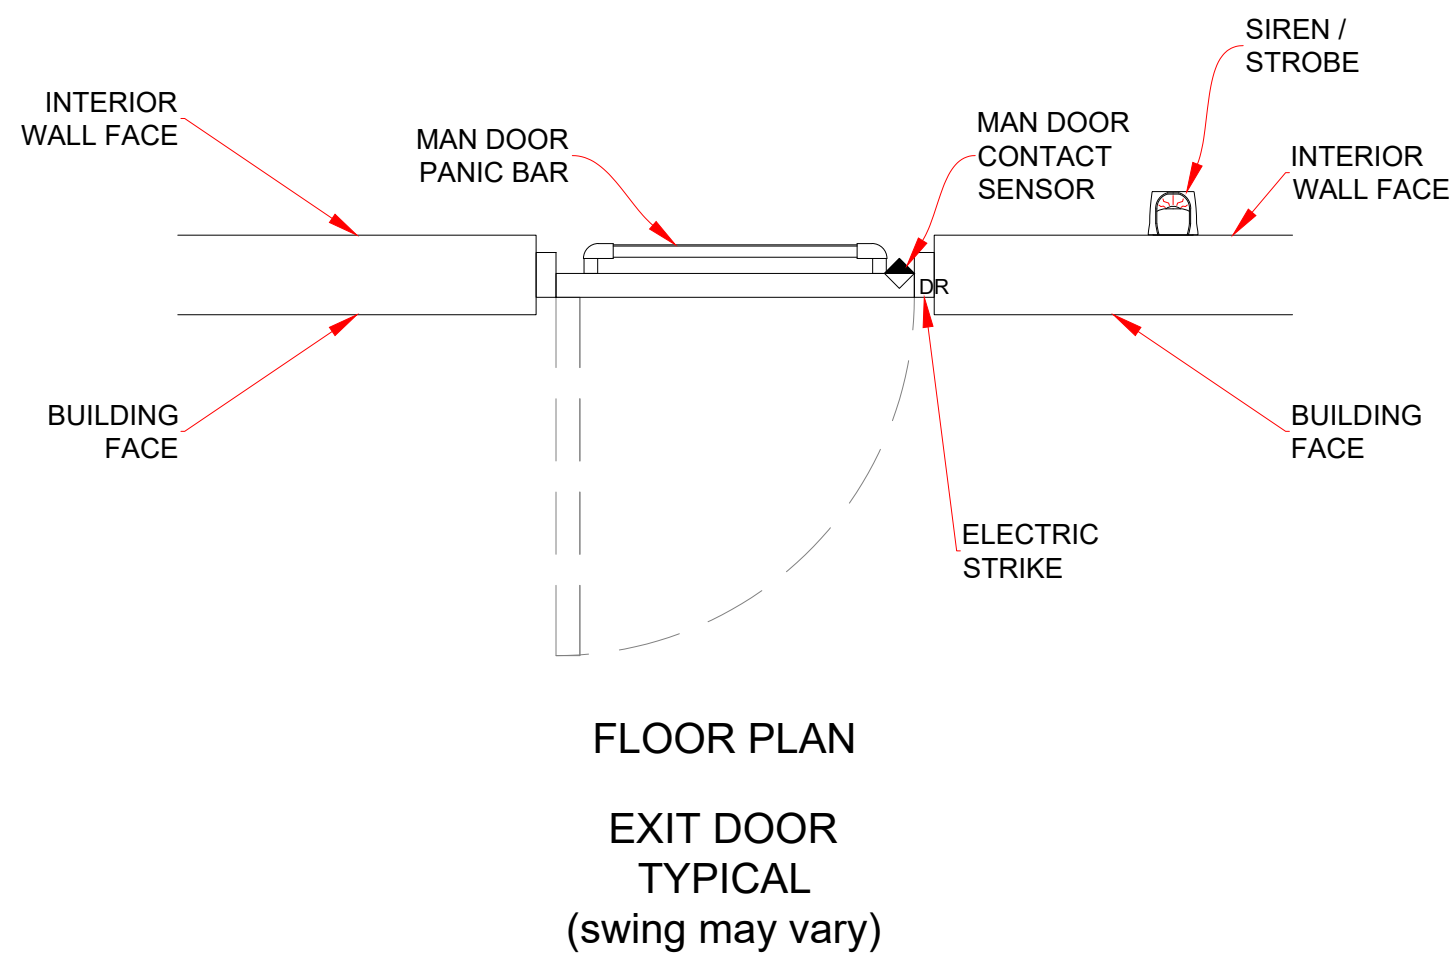 SIREN /
STROBE
INTERIOR
WALL FACE
MAN DOOR
PANIC BAR
MAN DOOR
CONTACT
SENSOR
INTERIOR
WALL FACE
DR
BUILDING
FACE
BUILDING
FACE
ELECTRIC
STRIKE
FLOOR PLAN
EXIT DOOR
TYPICAL
(swing may vary)